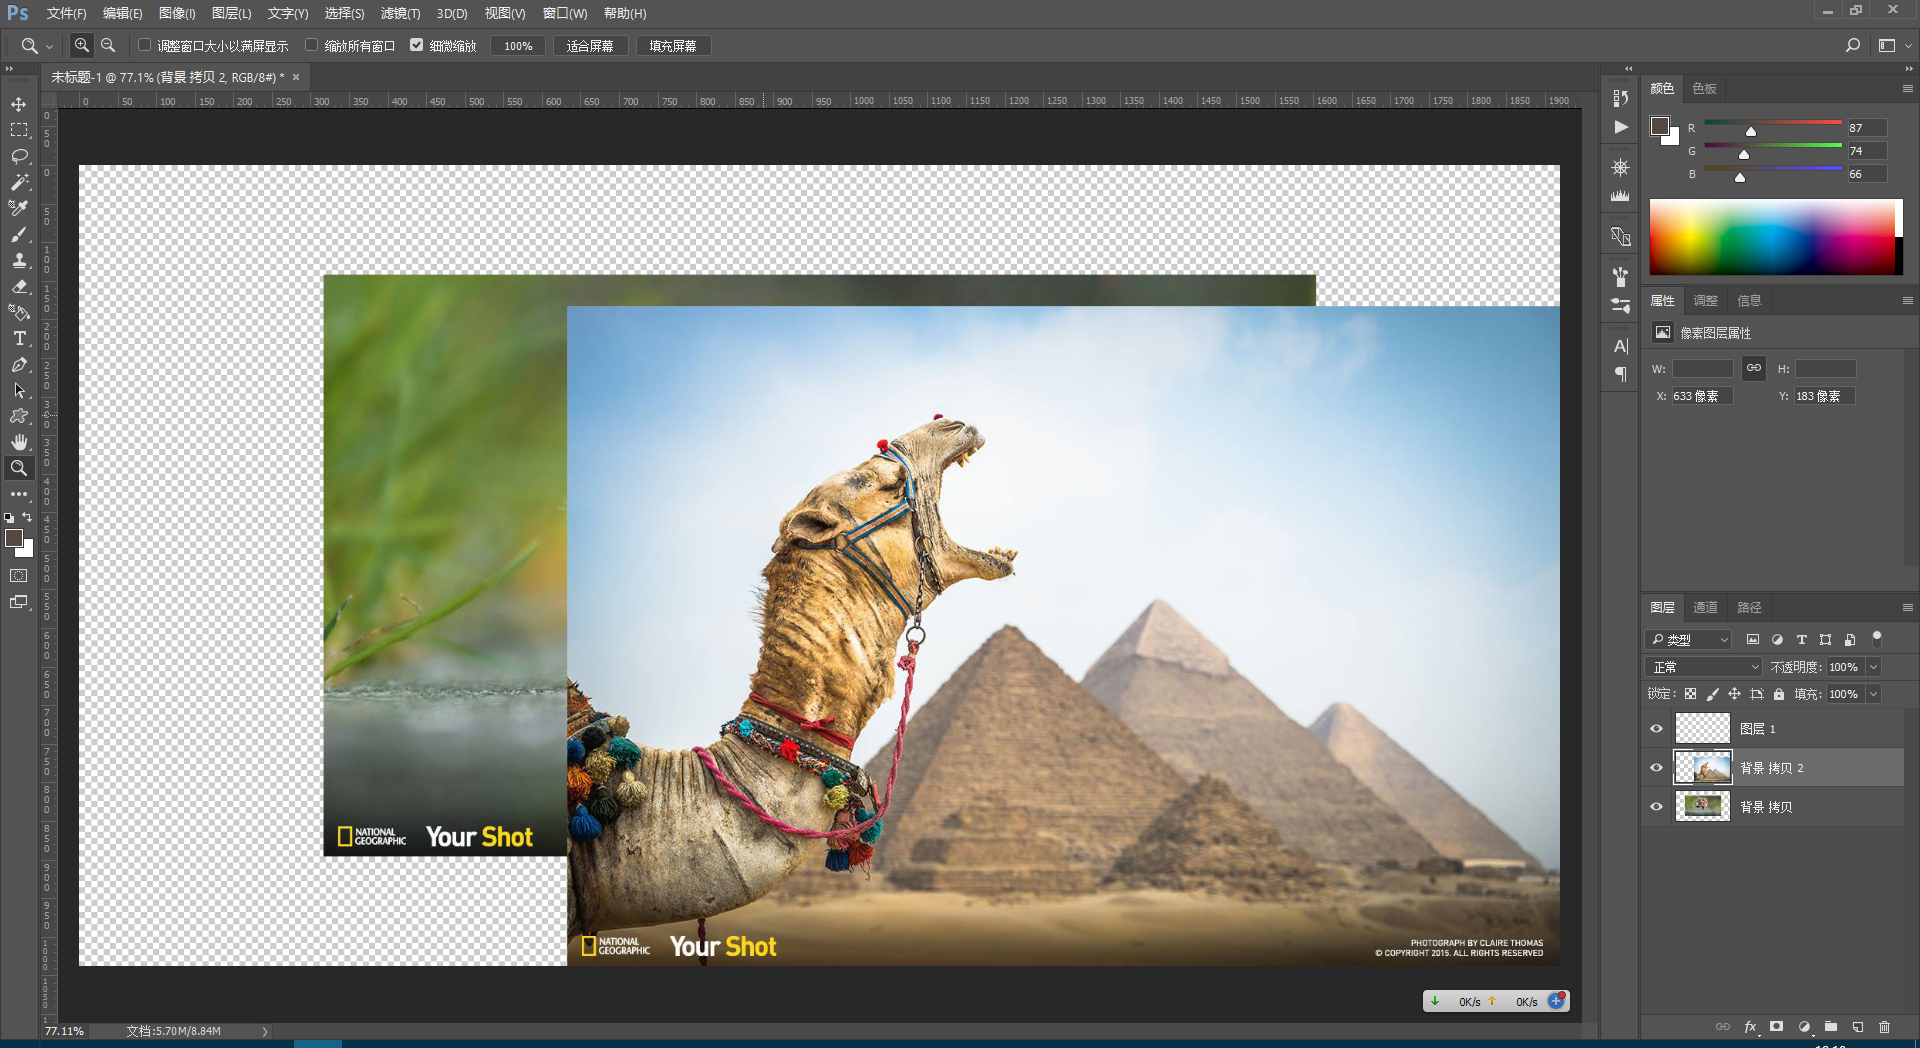 Ps 文件(F) 编辑(E) 图像(I) 图层(L) 文字(Y) 选择(S) 滤镜(T) 3D(D) 视图(V) 窗口(W) 帮助(H)
调整窗口大小以满屏显示 缩放所有窗口 细微缩放 100% 适合屏幕 填充屏幕
未标题-1 @ 77.1% (背景 拷贝 2, RGB/8#) * ×
0 50 100 150 200 250 300 350 400 450 500 550 600 650 700 750 800 850 900 950 1000 1050 1100 1150 1200 1250 1300 1350 1400 1450 1500 1550 1600 1650 1700 1750 1800 1850 1900
颜色 色板
R 87
G 74
B 66
属性 调整 信息
像素图层属性
W: H:
X: 633 像素 Y: 183 像素
图层 通道 路径
类型
正常 不透明度: 100%
锁定: 填充: 100%
图层 1
背景 拷贝 2
背景 拷贝
NATIONAL
GEOGRAPHIC
Your Shot
NATIONAL
GEOGRAPHIC
Your Shot
PHOTOGRAPH BY CLAIRE THOMAS
© COPYRIGHT 2015. ALL RIGHTS RESERVED
0K/s 0K/s
77.11% 文档:5.70M/8.84M